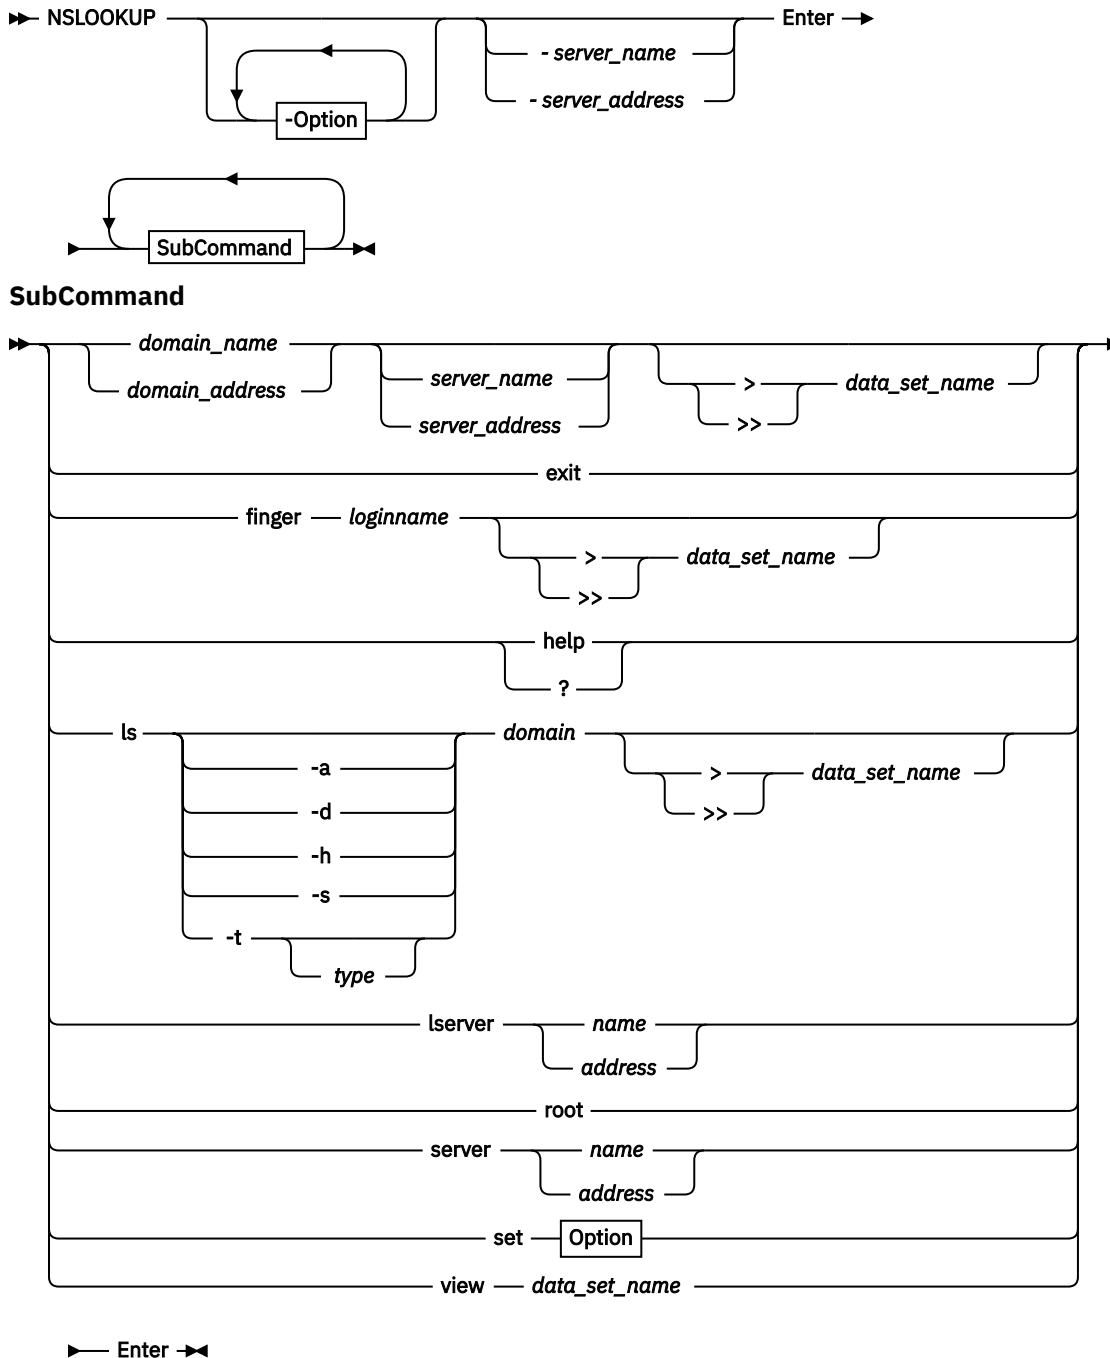 NSLOOKUP Enter
- server_name
- server_address
-Option
SubCommand
SubCommand
domain_name
domain_address
server_name
server_address
> data_set_name
>>
exit
finger loginname
> data_set_name
>>
help
?
ls domain
-a
-d
-h
-s
-t
type
> data_set_name
>>
lserver name
address
root
server name
address
set Option
view data_set_name
Enter